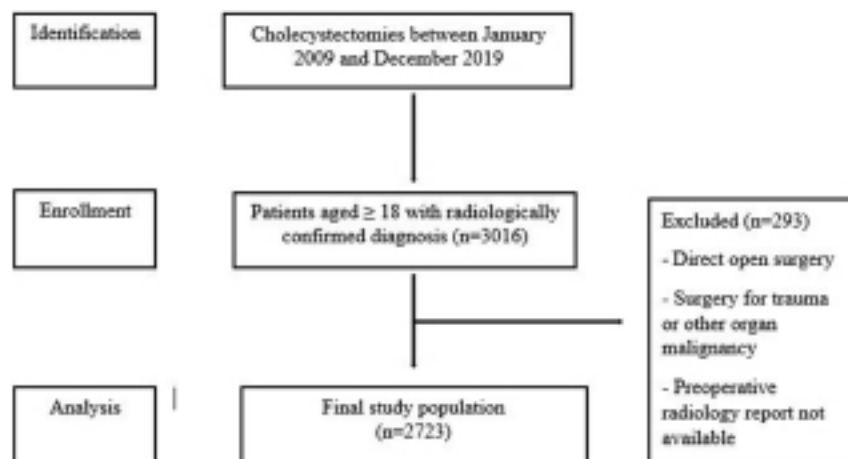 Identification
Cholecystectomies between January
2009 and December 2019
Enrollment
Patients aged ≥ 18 with radiologically
confirmed diagnosis (n=3016)
Excluded (n=293)
- Direct open surgery
- Surgery for trauma
or other organ
malignancy
- Preoperative
radiology report not
available
Analysis
Final study population
(n=2723)